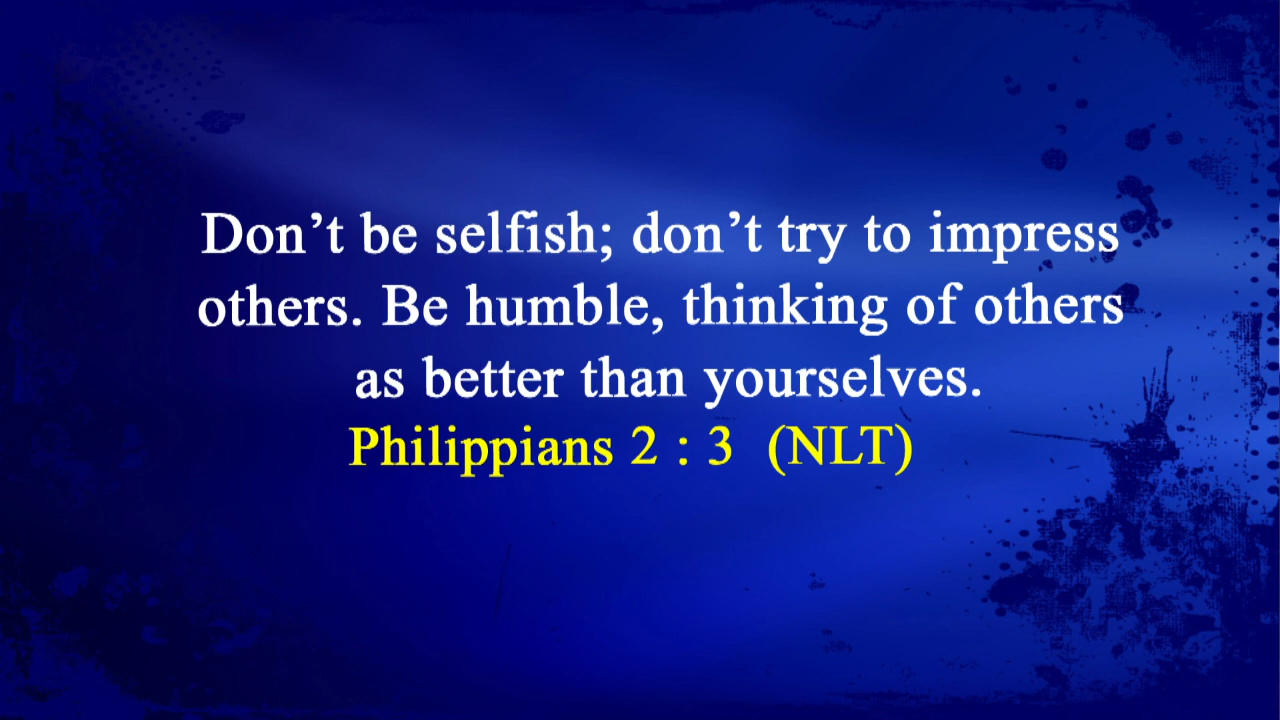 Don’t be selfish; don’t try to impress
others. Be humble, thinking of others
as better than yourselves.
Philippians 2 : 3  (NLT)